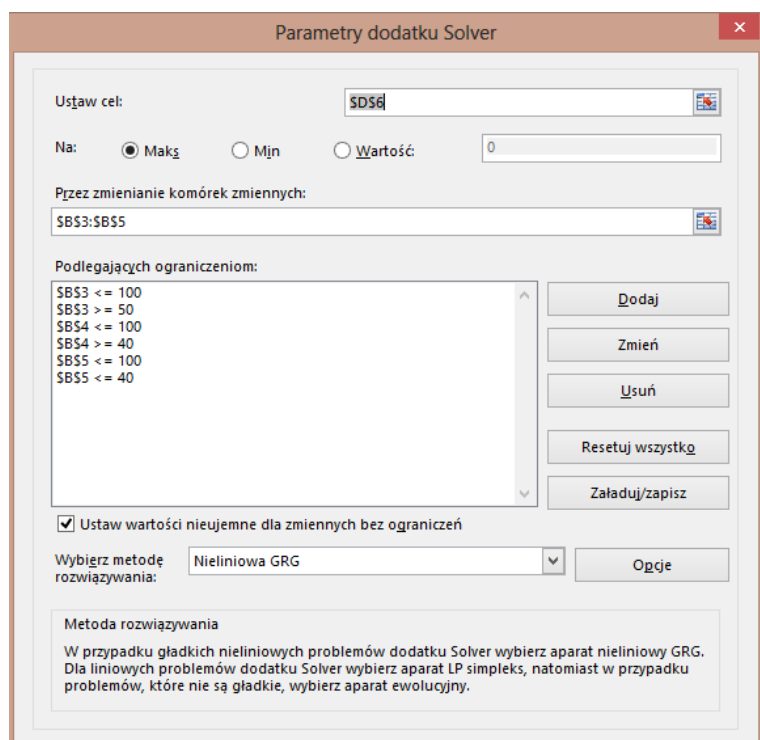 Parametry dodatku Solver
Ustaw cel: $D$6
Na: Maks Min Wartość: 0
Przez zmienianie komórek zmiennych:
$B$3:$B$5
Podlegających ograniczeniom:
$B$3 <= 100
$B$3 >= 50
$B$4 <= 100
$B$4 >= 40
$B$5 <= 100
$B$5 <= 40
Dodaj
Zmień
Usuń
Resetuj wszystko
Załaduj/zapisz
Ustaw wartości nieujemne dla zmiennych bez ograniczeń
Wybierz metodę
rozwiązywania:
Nieliniowa GRG
Opcje
Metoda rozwiązywania
W przypadku gładkich nieliniowych problemów dodatku Solver wybierz aparat nieliniowy GRG.
Dla liniowych problemów dodatku Solver wybierz aparat LP simpleks, natomiast w przypadku
problemów, które nie są gładkie, wybierz aparat ewolucyjny.